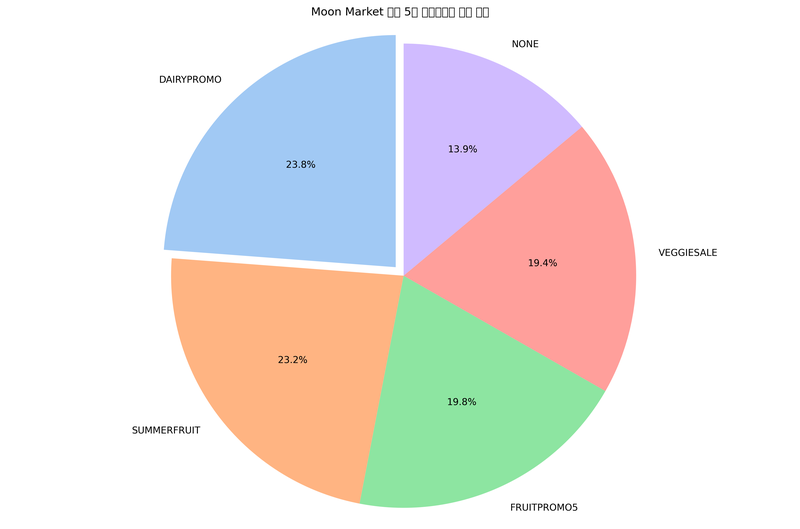 Moon Market 5
NONE
DAIRYPROMO
13.9%
23.8%
VEGGIESALE
19.4%
23.2%
19.8%
SUMMERFRUIT
FRUITPROMO5